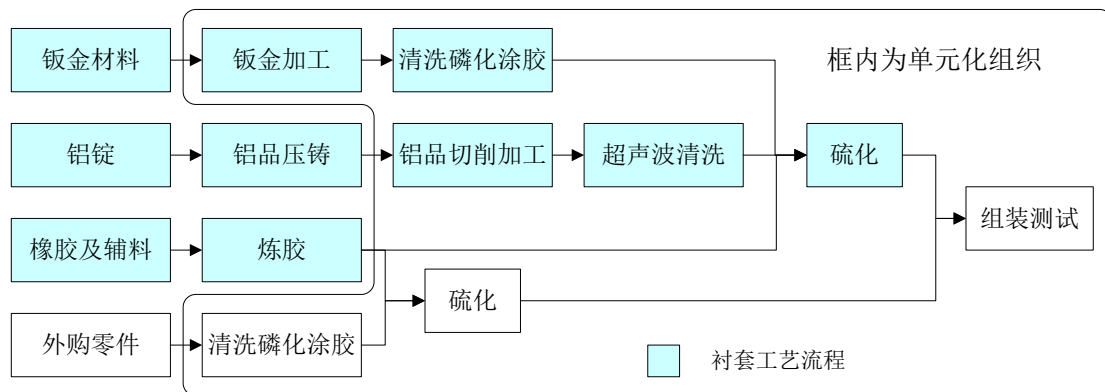 钣金材料
钣金加工
清洗磷化涂胶
框内为单元化组织
铝锭
铝品压铸
铝品切削加工
超声波清洗
硫化
橡胶及辅料
炼胶
组装测试
硫化
外购零件
清洗磷化涂胶
衬套工艺流程